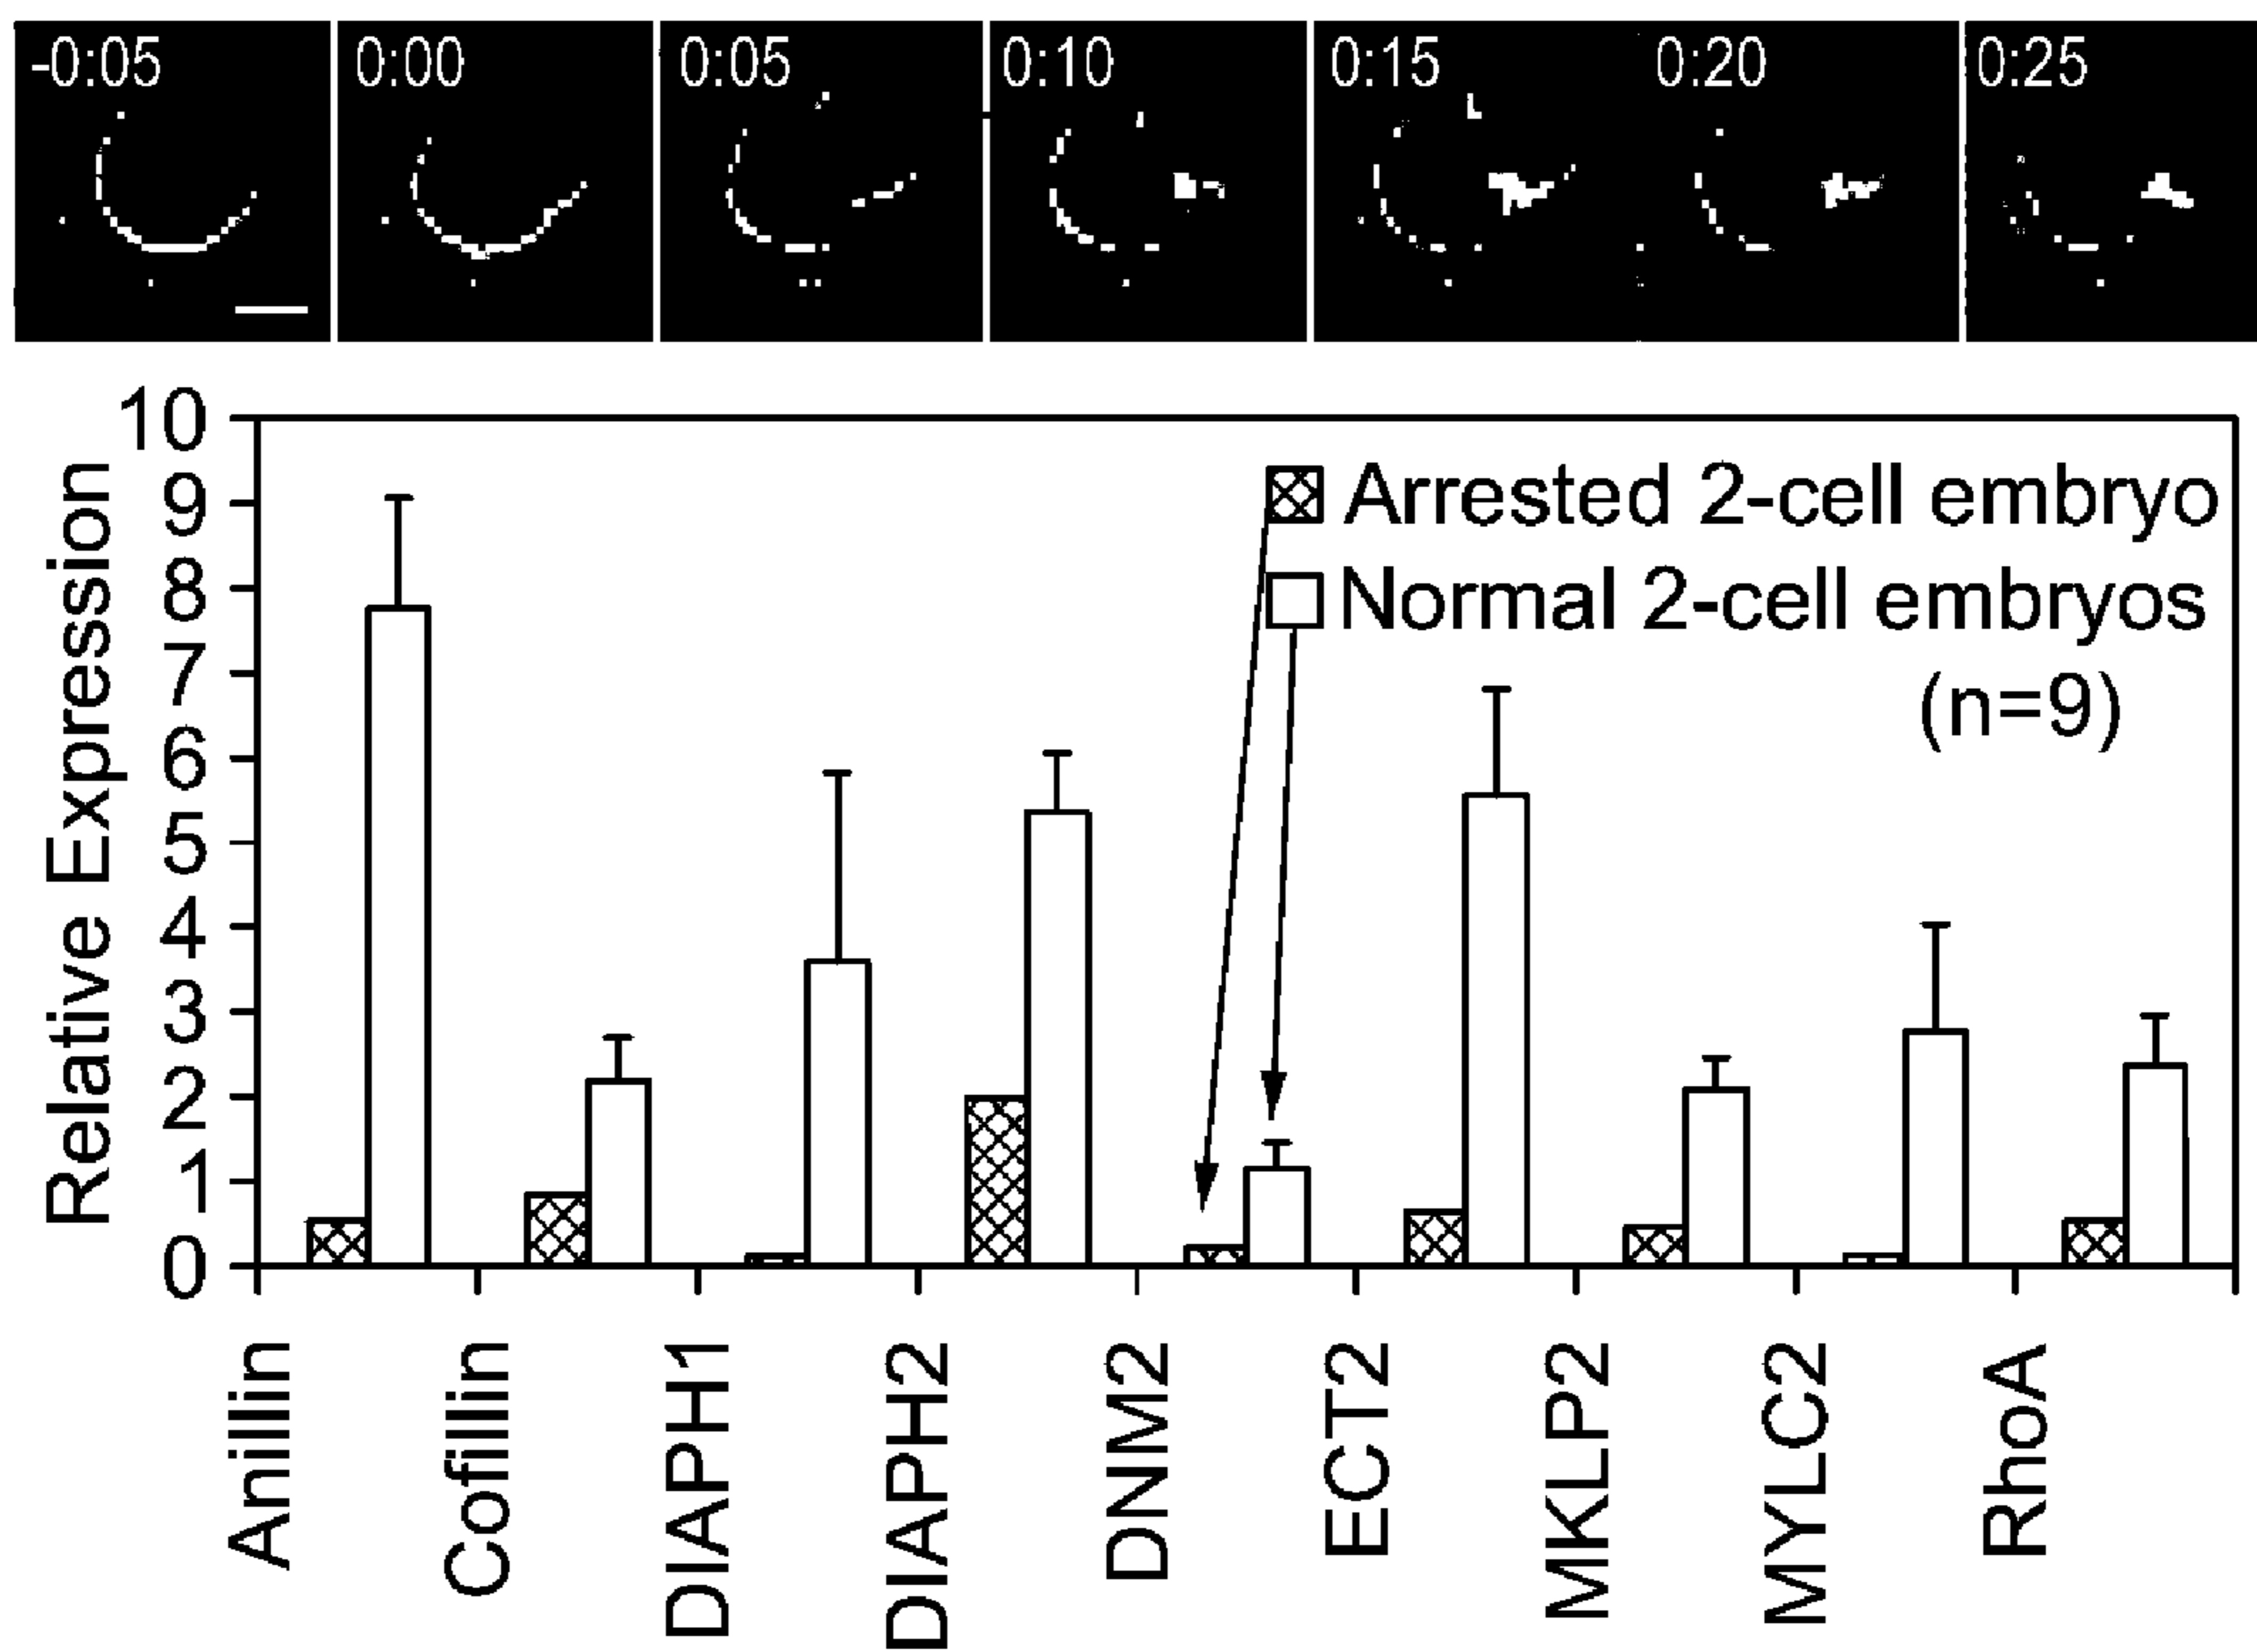 -0:05 0:00 0:05 0:10 0:15 0:20 0:25
10
9
8
7
6
5
4
3
2
1
0
Relative Expression
Arrested 2-cell embryo
Normal 2-cell embryos
(n=9)
Anillin
Cofillin
DIAPH1
DIAPH2
DNM2
ECT2
MKLP2
MYLC2
RhoA